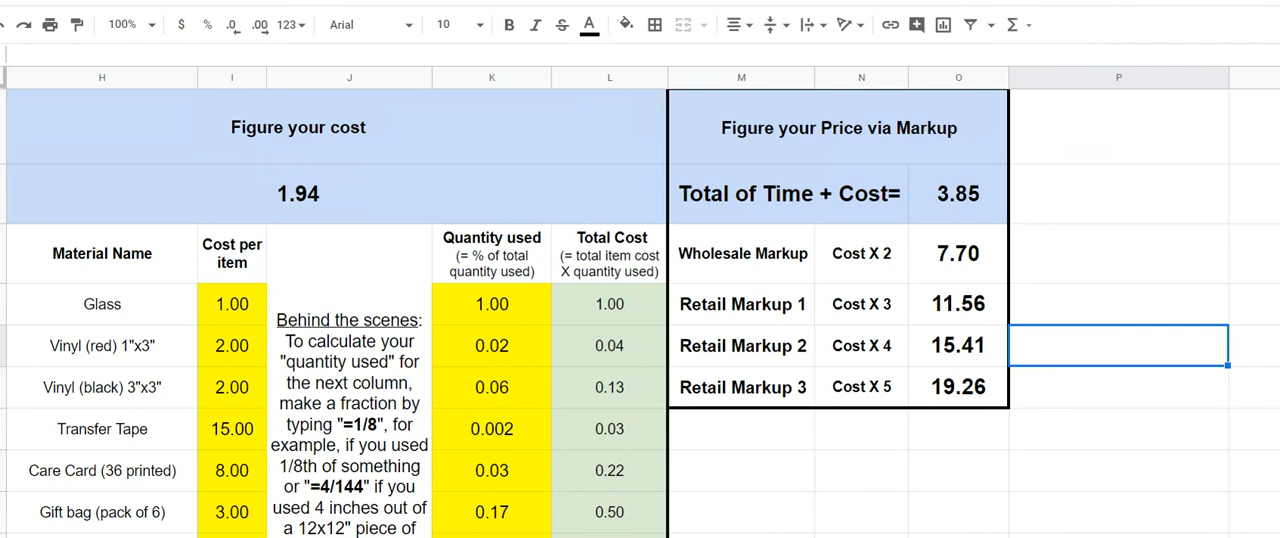 100%
$ % .0 .00 123
Arial
10
B I S A
H I J K L M N O P
Figure your cost
Figure your Price via Markup
1.94
Total of Time + Cost=
3.85
Material Name
Cost per
item
Quantity used
(= % of total
quantity used)
Total Cost
(= total item cost
X quantity used)
Wholesale Markup Cost X 2 7.70
Glass 1.00
Behind the scenes:
To calculate your
"quantity used" for
the next column,
make a fraction by
typing "=1/8", for
example, if you used
1/8th of something
or "=4/144" if you
used 4 inches out of
a 12x12" piece of
1.00 1.00
Retail Markup 1 Cost X 3 11.56
Vinyl (red) 1"x3" 2.00 0.02 0.04
Retail Markup 2 Cost X 4 15.41
Vinyl (black) 3"x3" 2.00 0.06 0.13
Retail Markup 3 Cost X 5 19.26
Transfer Tape 15.00 0.002 0.03
Care Card (36 printed) 8.00 0.03 0.22
Gift bag (pack of 6) 3.00 0.17 0.50